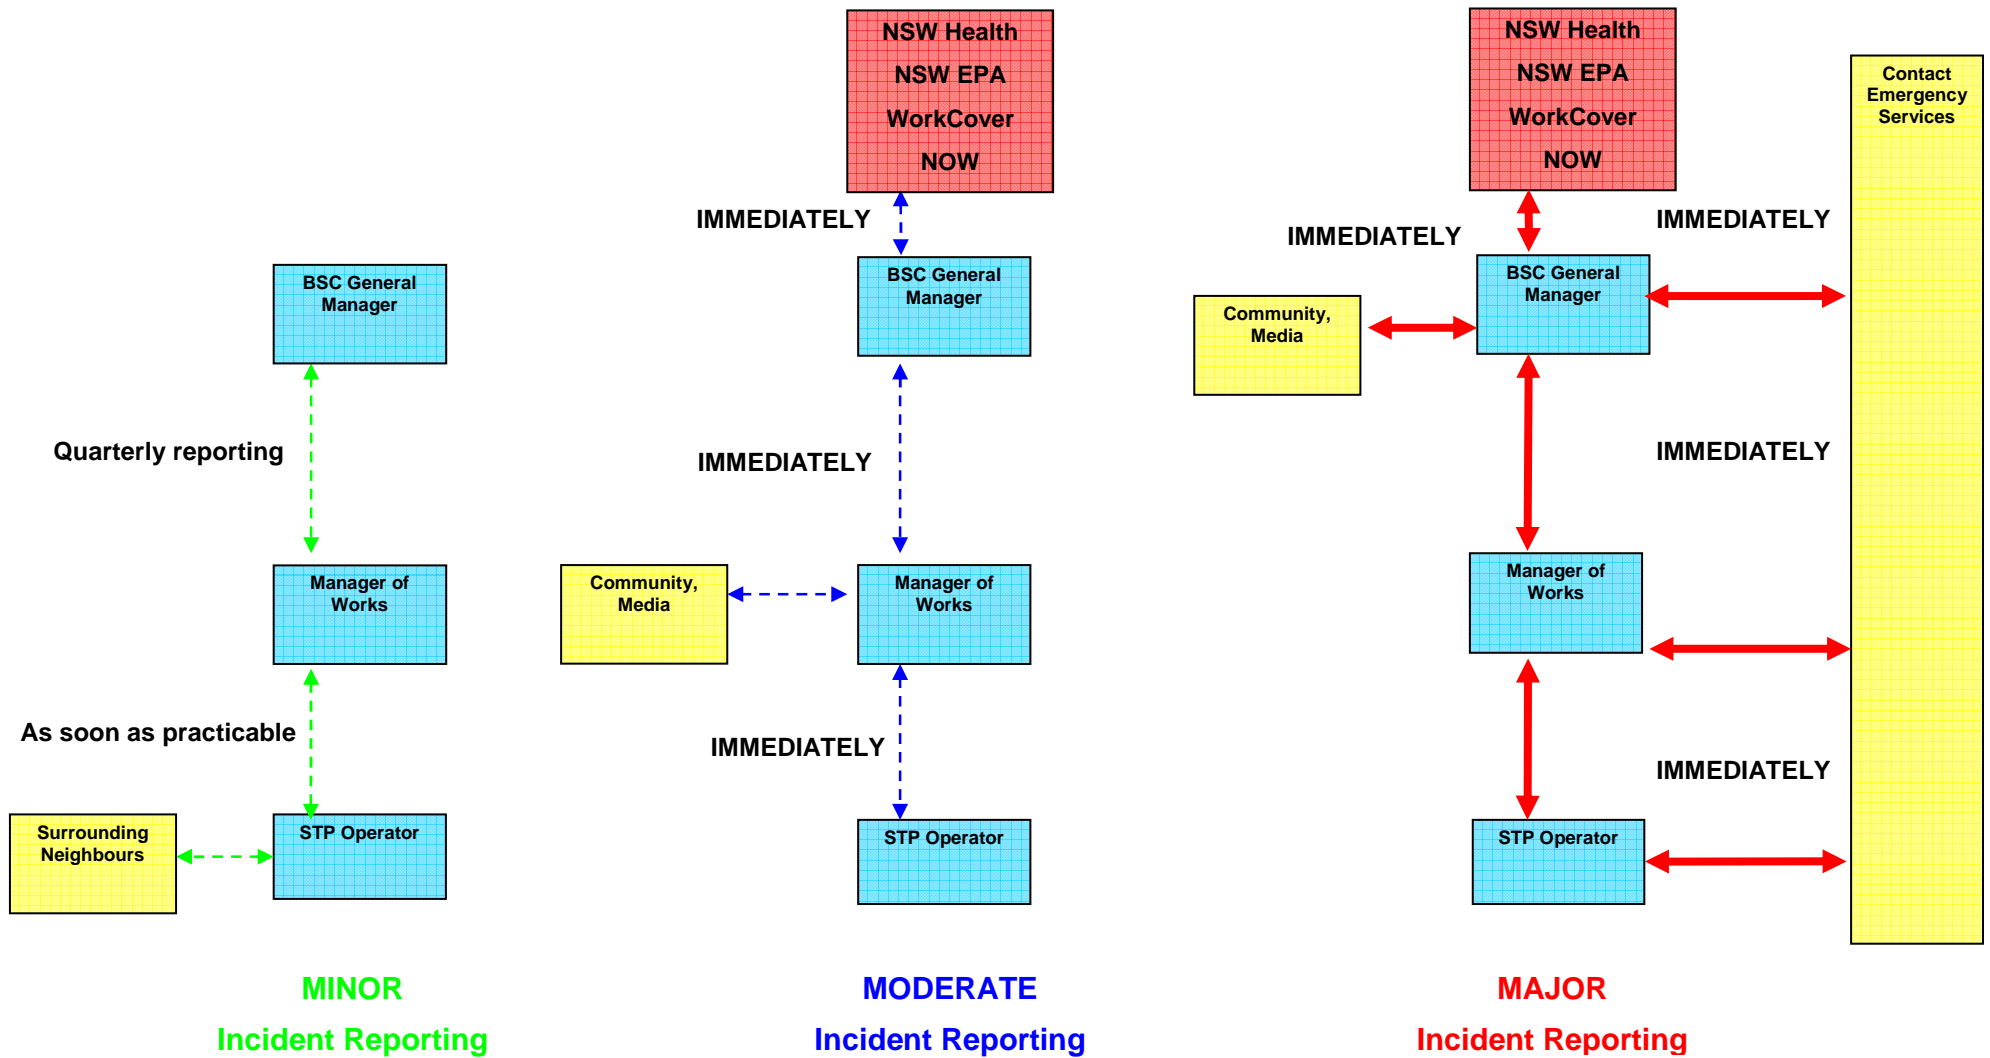 NSW Health
NSW EPA
WorkCover
NOW
IMMEDIATELY
BSC General
Manager
IMMEDIATELY
Community,
Media
Manager of
Works
IMMEDIATELY
STP Operator
MODERATE
Incident Reporting
BSC General
Manager
Quarterly reporting
Manager of
Works
As soon as practicable
Surrounding
Neighbours
STP Operator
MINOR
Incident Reporting
NSW Health
NSW EPA
WorkCover
NOW
Contact
Emergency
Services
IMMEDIATELY
IMMEDIATELY
BSC General
Manager
Community,
Media
IMMEDIATELY
Manager of
Works
IMMEDIATELY
STP Operator
MAJOR
Incident Reporting